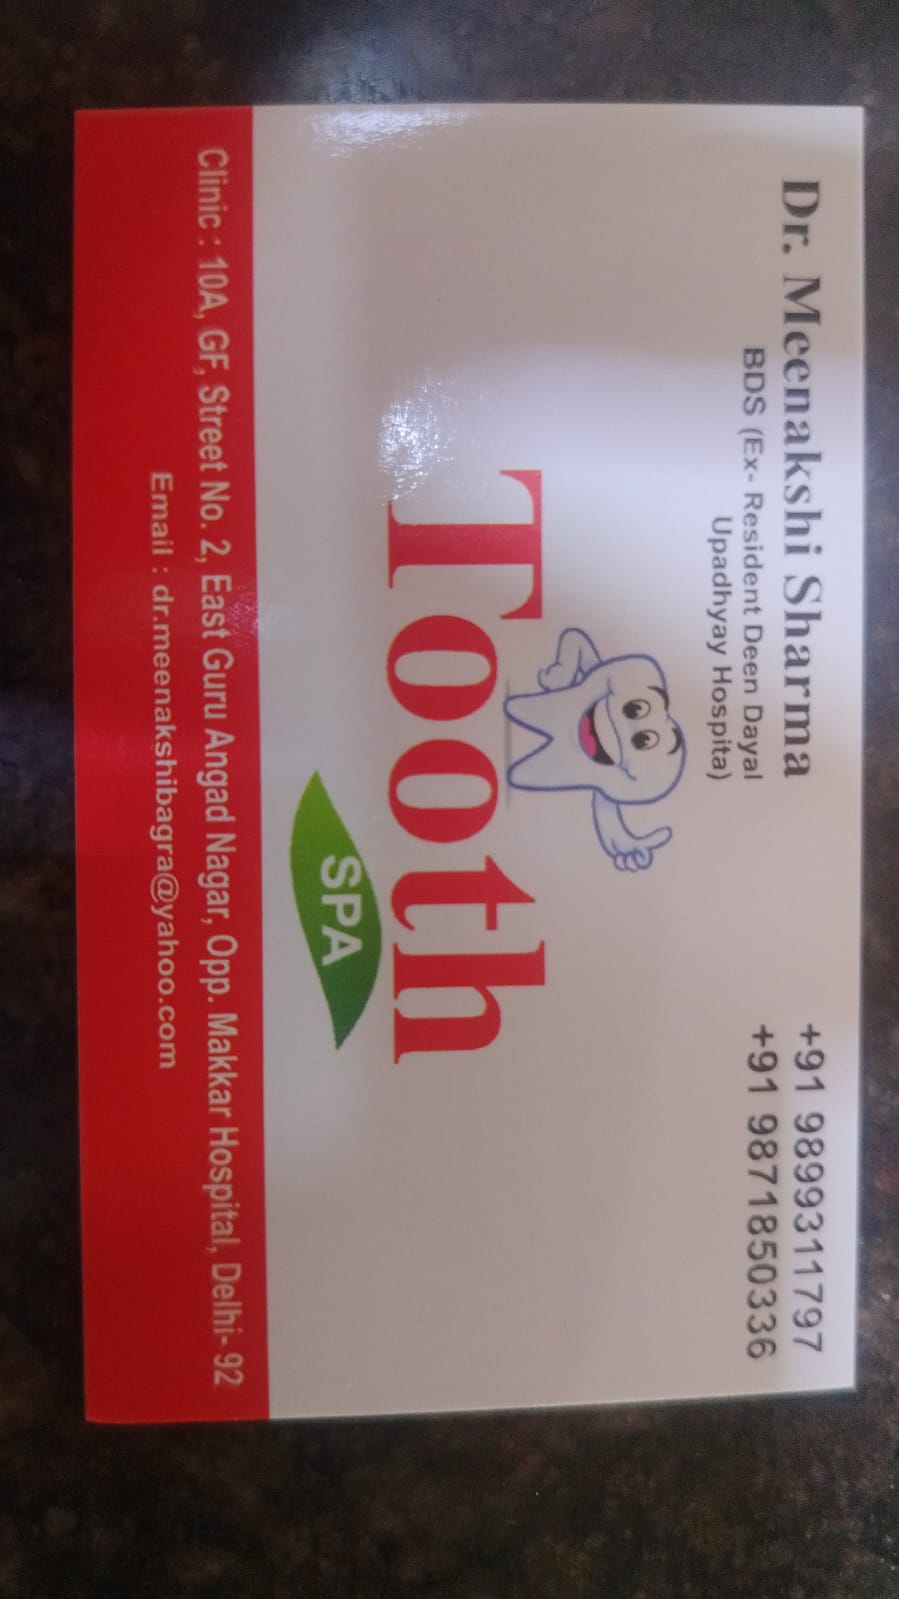 Dr. Meenakshi Sharma
BDS (Ex- Resident Deen Dayal
Upadhyay Hospita)
+91 9899311797
+91 9871850336
Tooth
SPA
Clinic : 10A, GF, Street No. 2, East Guru Angad Nagar, Opp. Makkar Hospital, Delhi- 92
Email : dr.meenakshibagra@yahoo.com